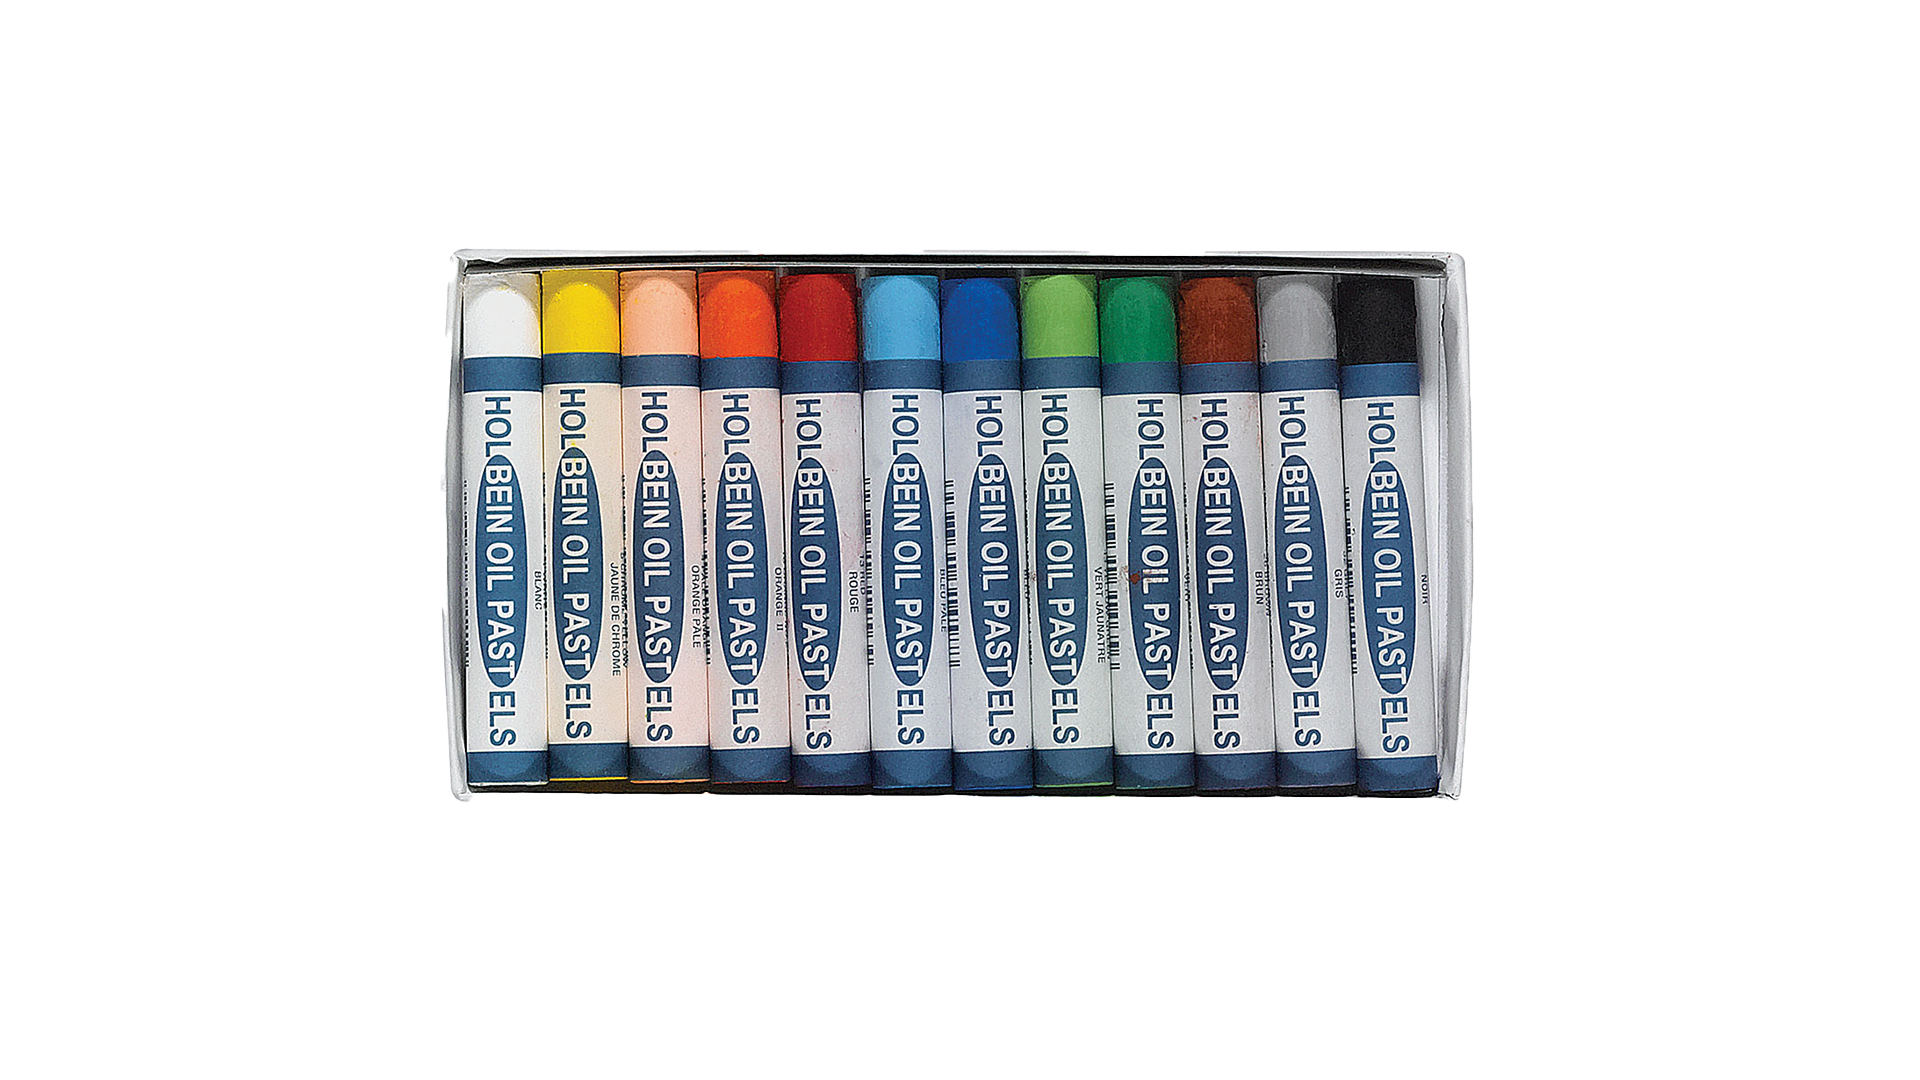 HOLBEIN OIL PASTELS
BLANC
HOLBEIN OIL PASTELS
JAUNE DE CHROME
HOLBEIN OIL PASTELS
ORANGE PALE
HOLBEIN OIL PASTELS
ORANGE II
HOLBEIN OIL PASTELS
ROUGE
HOLBEIN OIL PASTELS
BLEU PALE
HOLBEIN OIL PASTELS
HOLBEIN OIL PASTELS
VERT JAUNATRE
HOLBEIN OIL PASTELS
HOLBEIN OIL PASTELS
BRUN
HOLBEIN OIL PASTELS
GRIS
HOLBEIN OIL PASTELS
NOIR